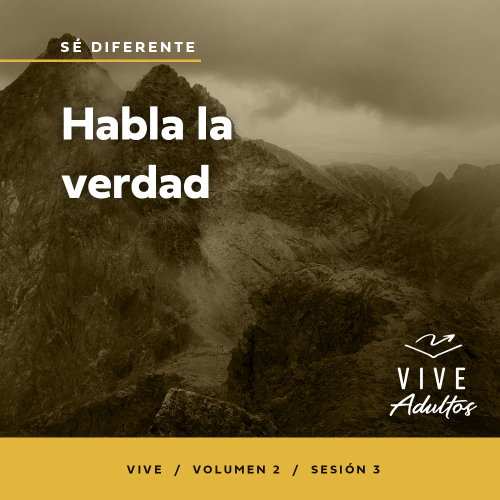 SÉ DIFERENTE
Habla la
verdad
VIVE
Adultos
VIVE / VOLUMEN 2 / SESIÓN 3